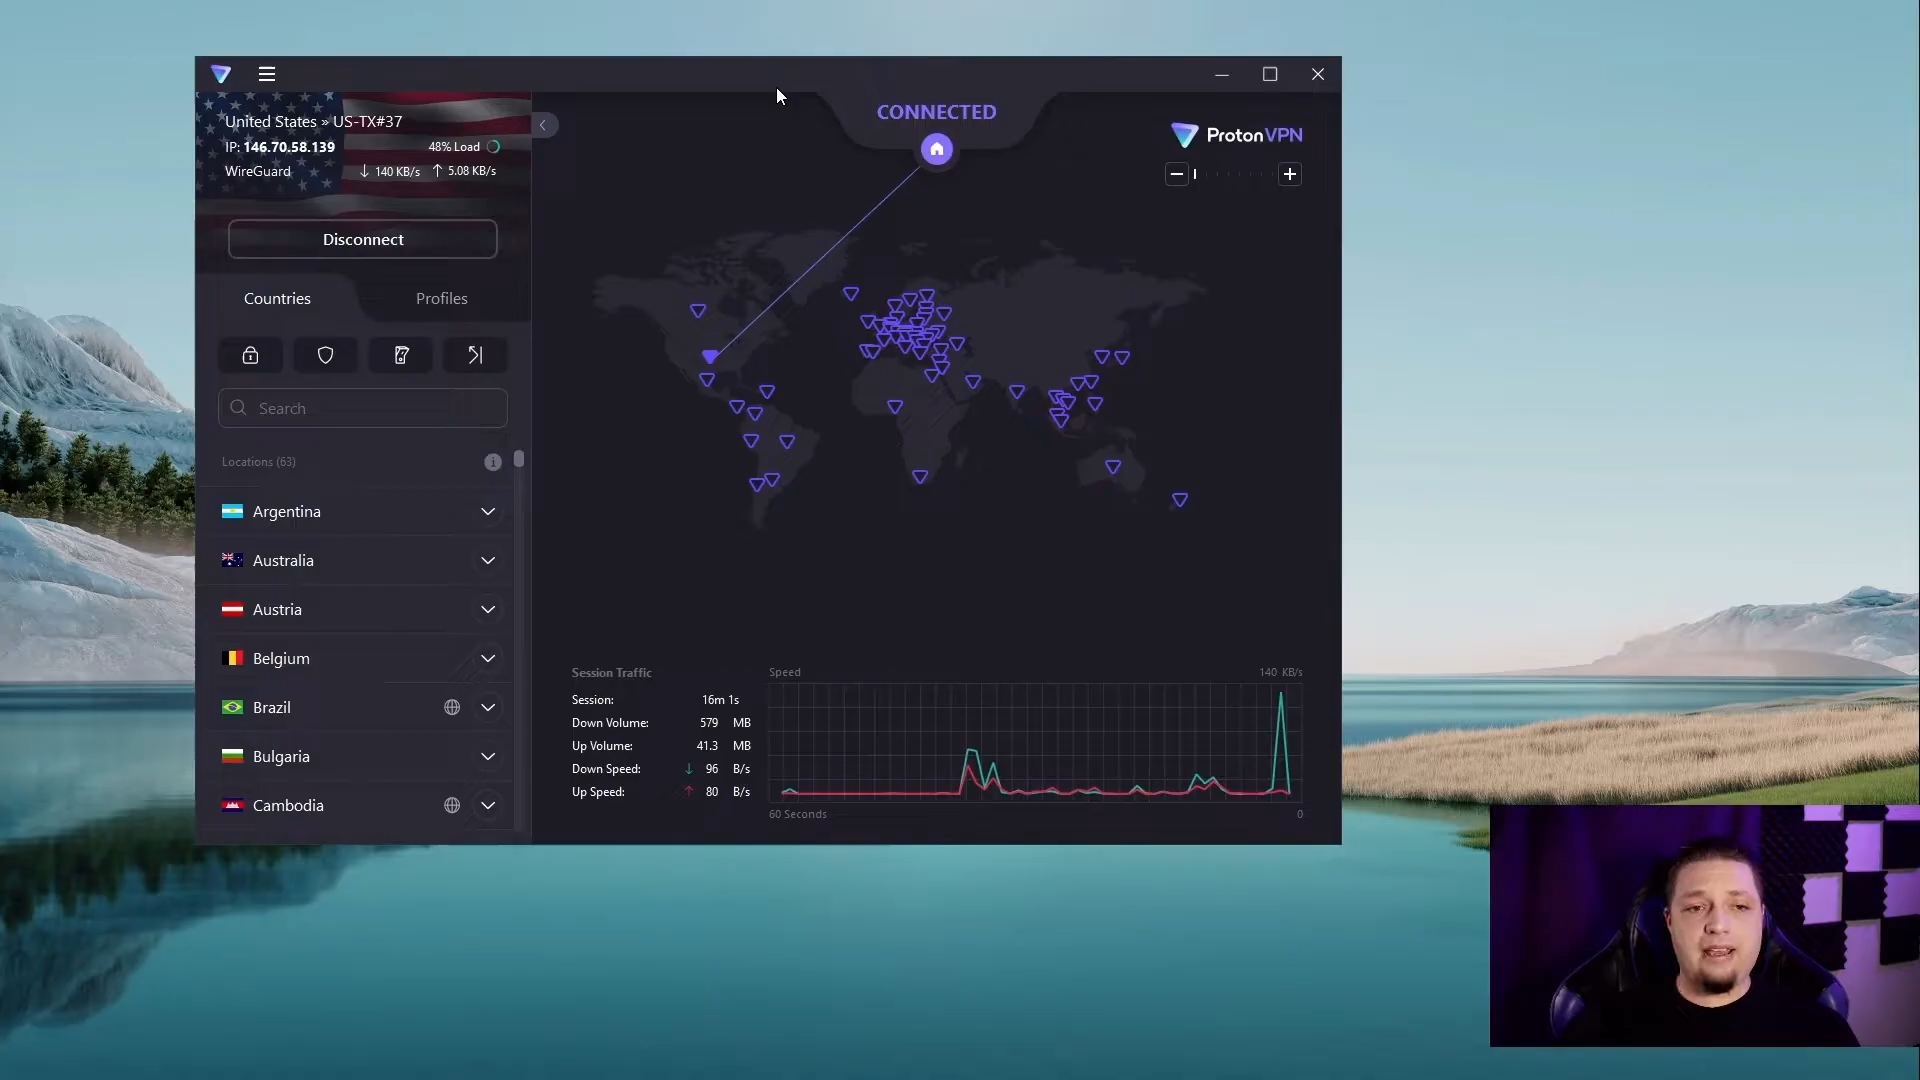 United States » US-TX#37
IP: 146.70.58.139
48% Load
WireGuard
↓ 140 KB/s ↑ 5.08 KB/s
Disconnect
Countries
Profiles
Search
Locations (63)
i
Argentina
Australia
Austria
Belgium
Brazil
Bulgaria
Cambodia
CONNECTED
ProtonVPN
Session Traffic
Session: 16m 1s
Down Volume: 579 MB
Up Volume: 41.3 MB
Down Speed: ↓ 96 B/s
Up Speed: ↑ 80 B/s
Speed
140 KB/s
60 Seconds
0